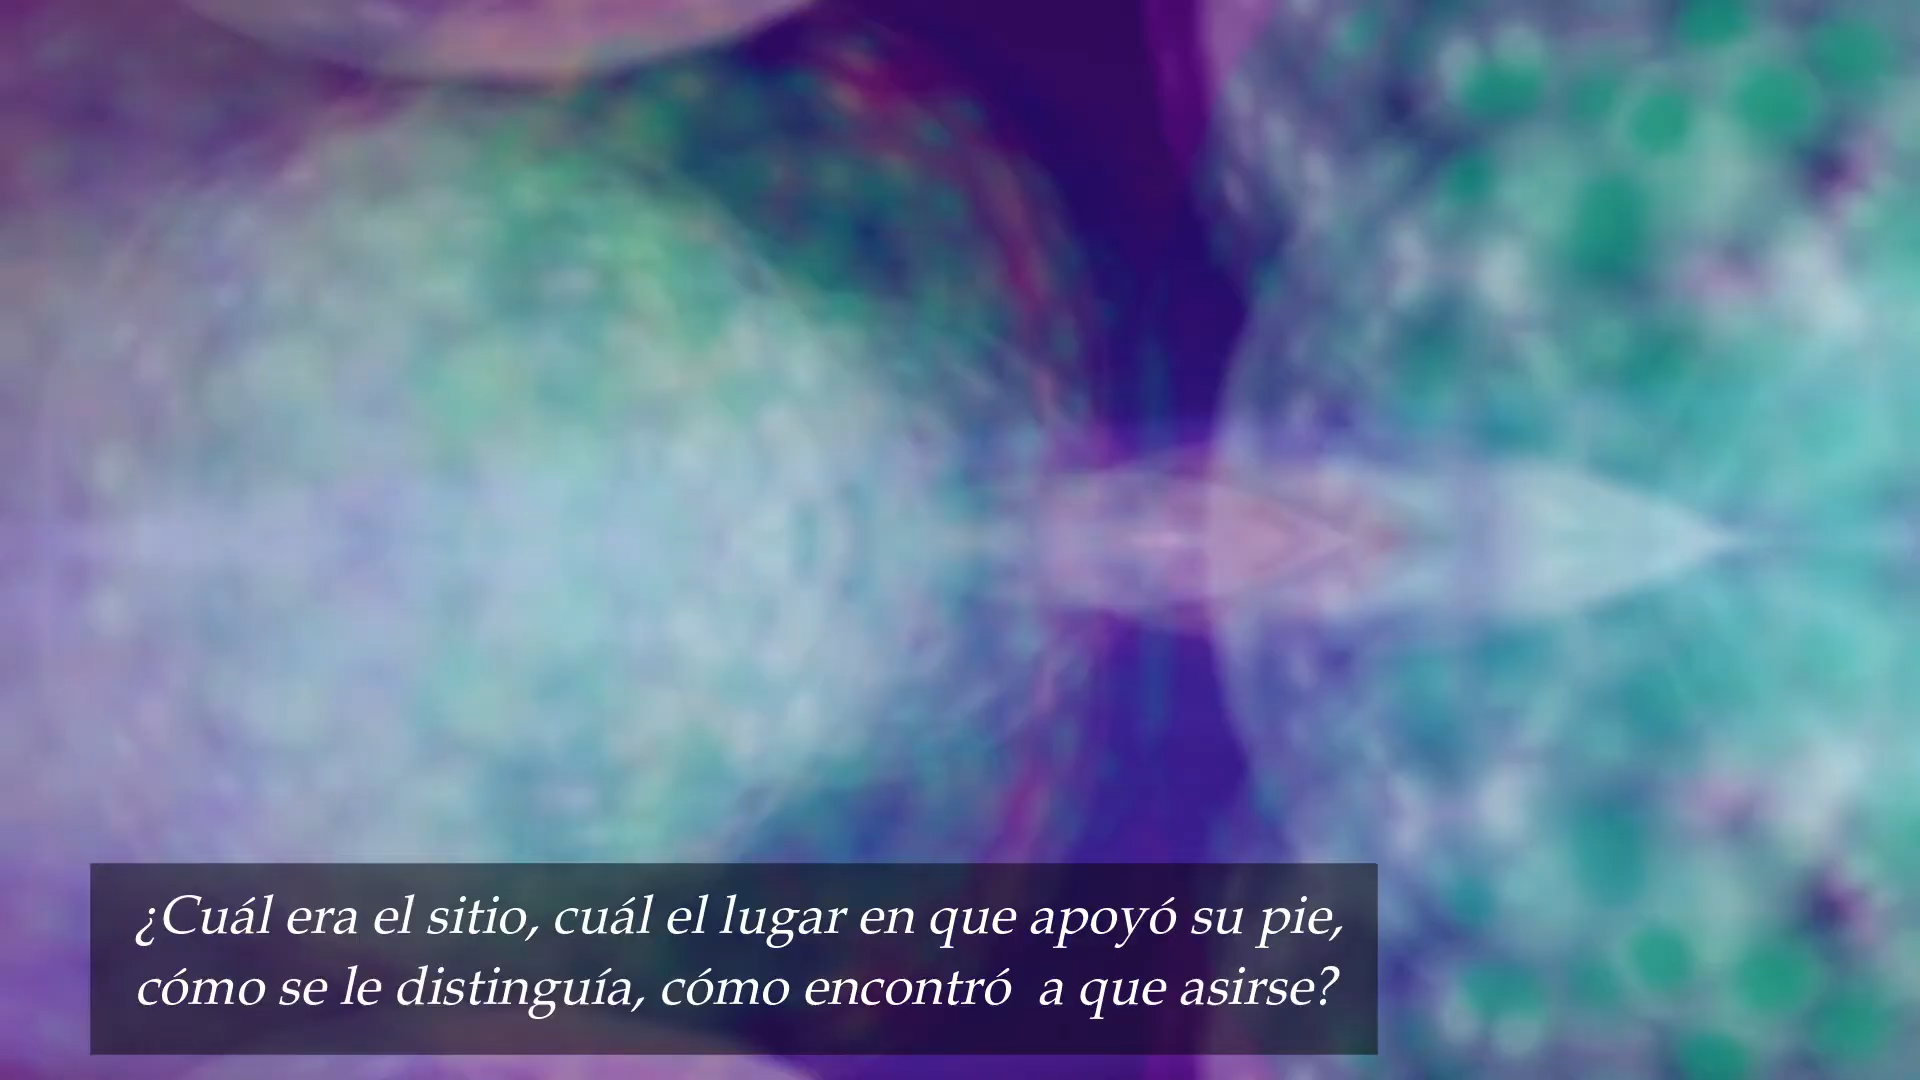 ¿Cuál era el sitio, cuál el lugar en que apoyó su pie,
cómo se le distinguía, cómo encontró  a que asirse?